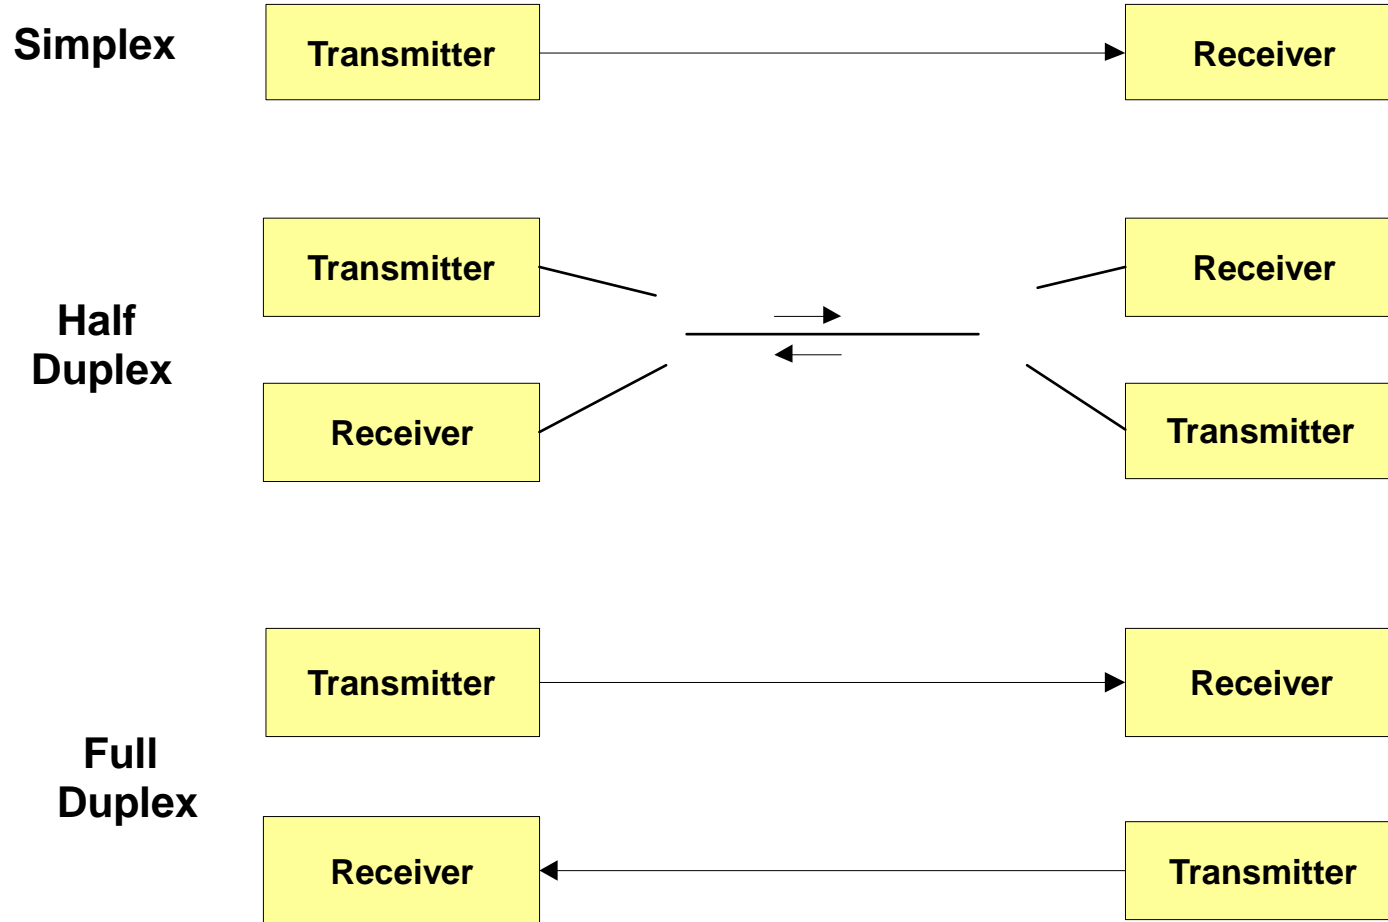 Simplex
Transmitter
Receiver
Half
Duplex
Transmitter
Receiver
Receiver
Transmitter
Full
Duplex
Transmitter
Receiver
Receiver
Transmitter